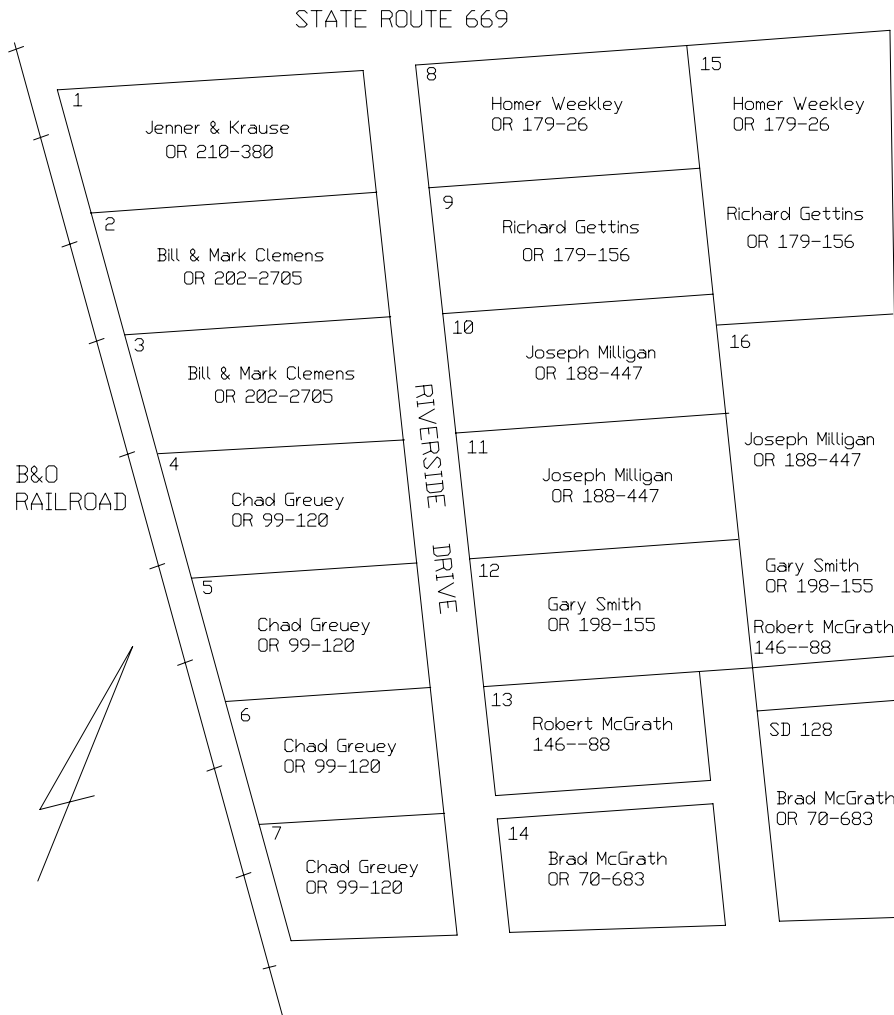 STATE ROUTE 669
1
Jenner & Krause
OR 210-380
2
Bill & Mark Clemens
OR 202-2705
3
Bill & Mark Clemens
OR 202-2705
B&O
RAILROAD
4
Chad Greuey
OR 99-120
5
Chad Greuey
OR 99-120
6
Chad Greuey
OR 99-120
7
Chad Greuey
OR 99-120
RIVERSIDE DRIVE
8
Homer Weekley
OR 179-26
9
Richard Gettins
OR 179-156
10
Joseph Milligan
OR 188-447
11
Joseph Milligan
OR 188-447
12
Gary Smith
OR 198-155
13
Robert McGrath
146--88
14
Brad McGrath
OR 70-683
15
Homer Weekley
OR 179-26
Richard Gettins
OR 179-156
16
Joseph Milligan
OR 188-447
Gary Smith
OR 198-155
Robert McGrath
146--88
SD 128
Brad McGrath
OR 70-683